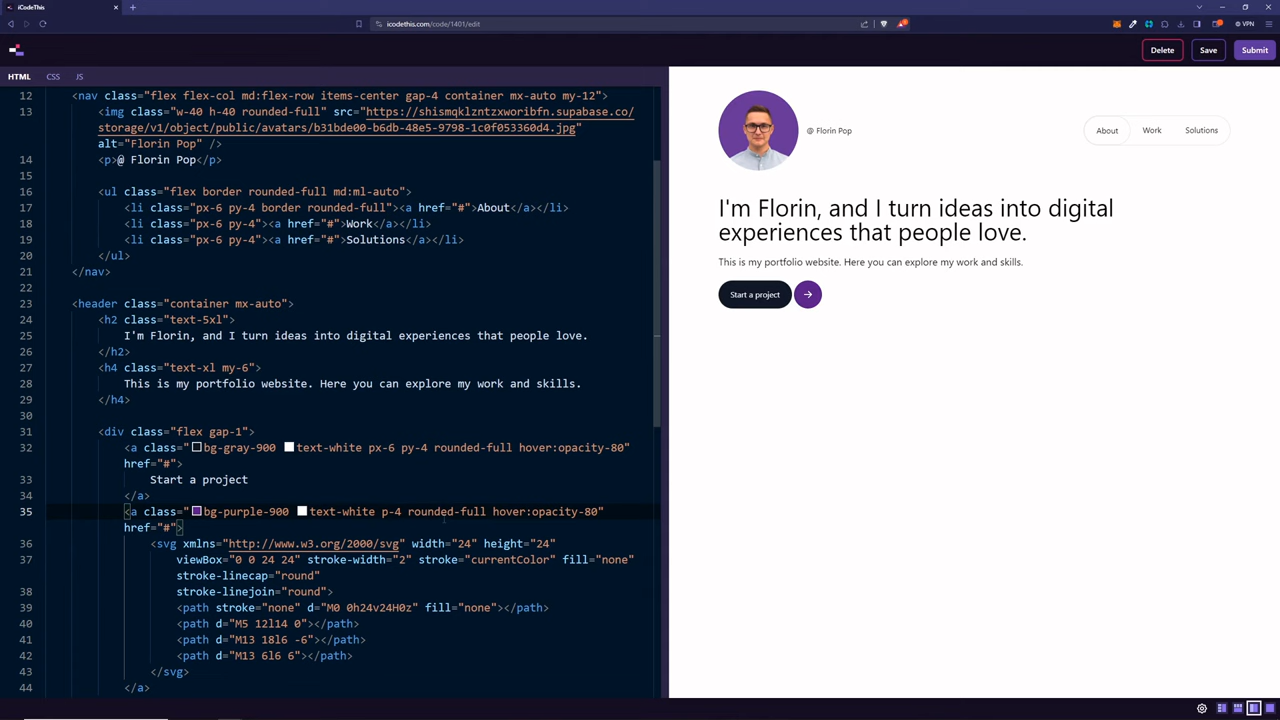 iCodeThis
icodethis.com/code/1401/edit
VPN
Delete
Save
Submit
HTML
CSS
JS
12 <nav class="flex flex-col md:flex-row items-center gap-4 container mx-auto my-12">
13 <img class="w-40 h-40 rounded-full" src="https://shismqklzntzxworibfn.supabase.co/
storage/v1/object/public/avatars/b31bde00-b6db-48e5-9798-1c0f053360d4.jpg"
alt="Florin Pop" />
14 <p>@ Florin Pop</p>
15
16 <ul class="flex border rounded-full md:ml-auto">
17 <li class="px-6 py-4 border rounded-full"><a href="#">About</a></li>
18 <li class="px-6 py-4"><a href="#">Work</a></li>
19 <li class="px-6 py-4"><a href="#">Solutions</a></li>
20 </ul>
21 </nav>
22
23 <header class="container mx-auto">
24 <h2 class="text-5xl">
25 I'm Florin, and I turn ideas into digital experiences that people love.
26 </h2>
27 <h4 class="text-xl my-6">
28 This is my portfolio website. Here you can explore my work and skills.
29 </h4>
30
31 <div class="flex gap-1">
32 <a class="bg-gray-900 text-white px-6 py-4 rounded-full hover:opacity-80"
href="#">
33 Start a project
34 </a>
35 <a class="bg-purple-900 text-white p-4 rounded-full hover:opacity-80"
href="#">
36 <svg xmlns="http://www.w3.org/2000/svg" width="24" height="24"
37 viewBox="0 0 24 24" stroke-width="2" stroke="currentColor" fill="none"
stroke-linecap="round"
38 stroke-linejoin="round">
39 <path stroke="none" d="M0 0h24v24H0z" fill="none"></path>
40 <path d="M5 12l14 0"></path>
41 <path d="M13 18l6 -6"></path>
42 <path d="M13 6l6 6"></path>
43 </svg>
44 </a>
@ Florin Pop
About
Work
Solutions
I'm Florin, and I turn ideas into digital
experiences that people love.
This is my portfolio website. Here you can explore my work and skills.
Start a project